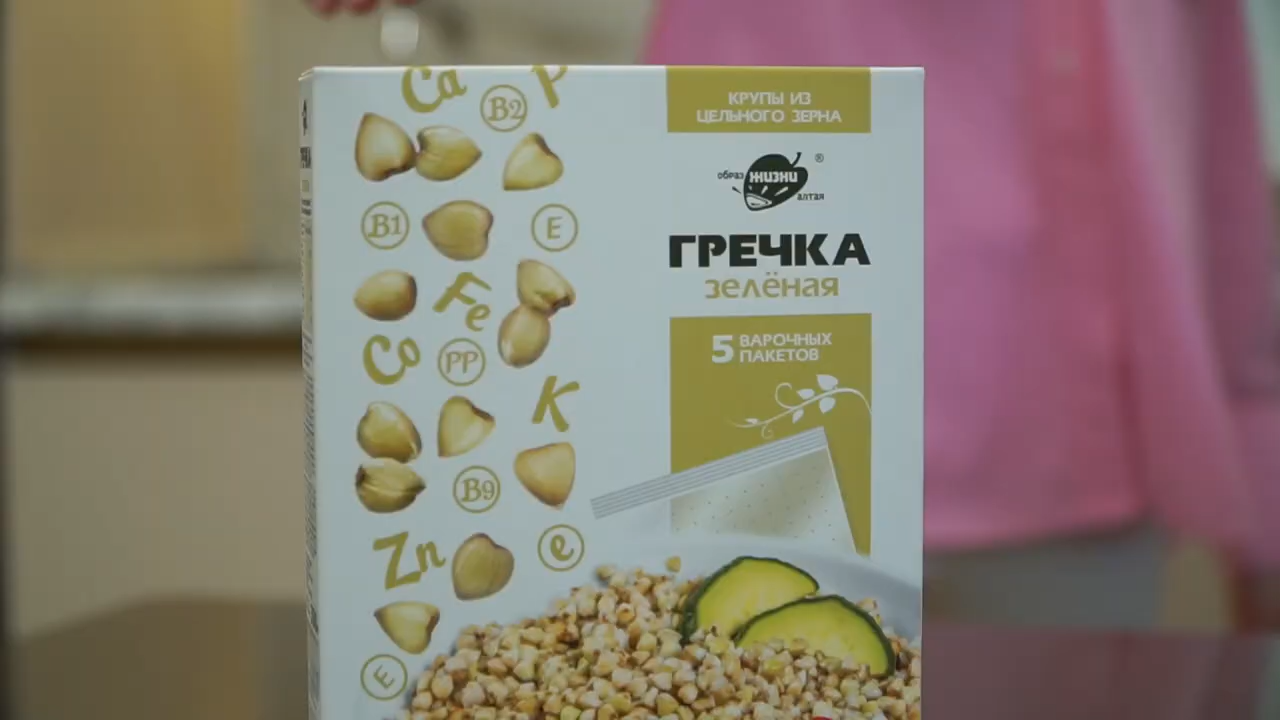 Ca
B2
P
B1
E
Fe
Co
PP
K
B9
Zn
e
E
КРУПЫ ИЗ
ЦЕЛЬНОГО ЗЕРНА
образ жизни ®
алтая
ГРЕЧКА
зелёная
5 ВАРОЧНЫХ
ПАКЕТОВ